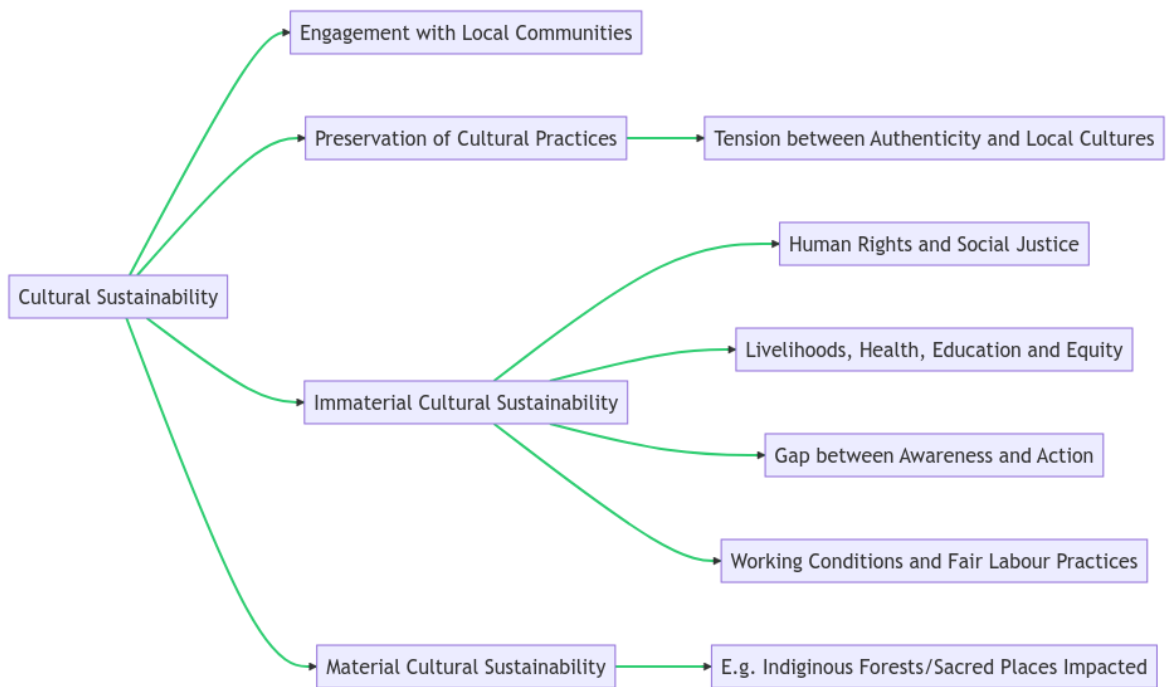 Engagement with Local Communities
Preservation of Cultural Practices
Tension between Authenticity and Local Cultures
Human Rights and Social Justice
Cultural Sustainability
Livelihoods, Health, Education and Equity
Immaterial Cultural Sustainability
Gap between Awareness and Action
Working Conditions and Fair Labour Practices
Material Cultural Sustainability
E.g. Indiginous Forests/Sacred Places Impacted